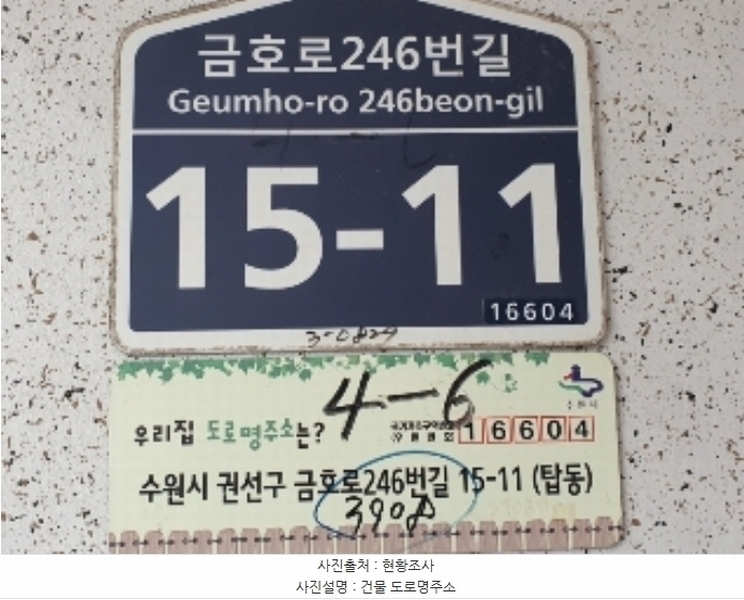 금호로246번길
Geumho-ro 246beon-gil
15-11
16604
4-6
우리집 도로명주소는?
16604
수원시 권선구 금호로246번길 15-11 (탑동)
수원시
사진출처 : 현황조사
사진설명 : 건물 도로명주소